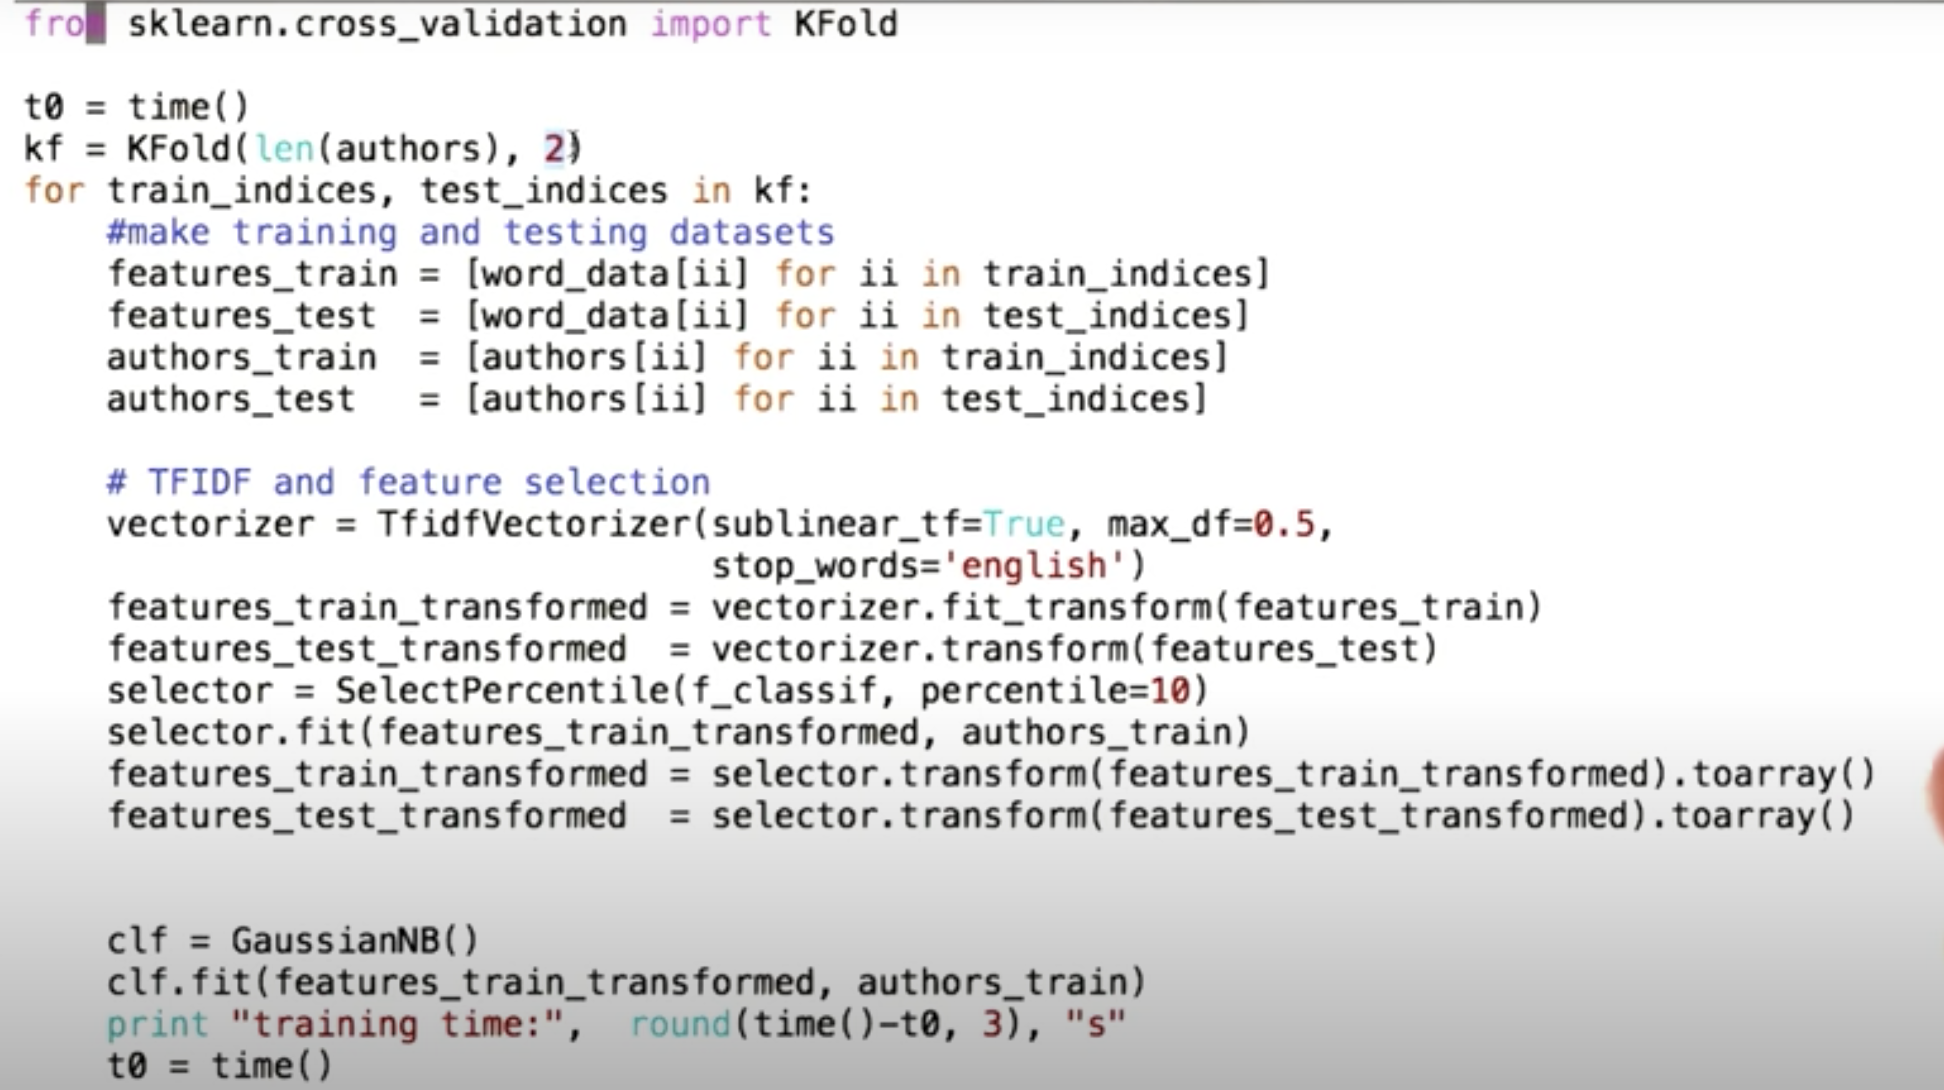 from sklearn.cross_validation import KFold
t0 = time()
kf = KFold(len(authors), 2)
for train_indices, test_indices in kf:
    #make training and testing datasets
    features_train = [word_data[ii] for ii in train_indices]
    features_test  = [word_data[ii] for ii in test_indices]
    authors_train  = [authors[ii] for ii in train_indices]
    authors_test   = [authors[ii] for ii in test_indices]
    # TFIDF and feature selection
    vectorizer = TfidfVectorizer(sublinear_tf=True, max_df=0.5,
                                 stop_words='english')
    features_train_transformed = vectorizer.fit_transform(features_train)
    features_test_transformed  = vectorizer.transform(features_test)
    selector = SelectPercentile(f_classif, percentile=10)
    selector.fit(features_train_transformed, authors_train)
    features_train_transformed = selector.transform(features_train_transformed).toarray()
    features_test_transformed  = selector.transform(features_test_transformed).toarray()
    clf = GaussianNB()
    clf.fit(features_train_transformed, authors_train)
    print "training time:",  round(time()-t0, 3), "s"
    t0 = time()